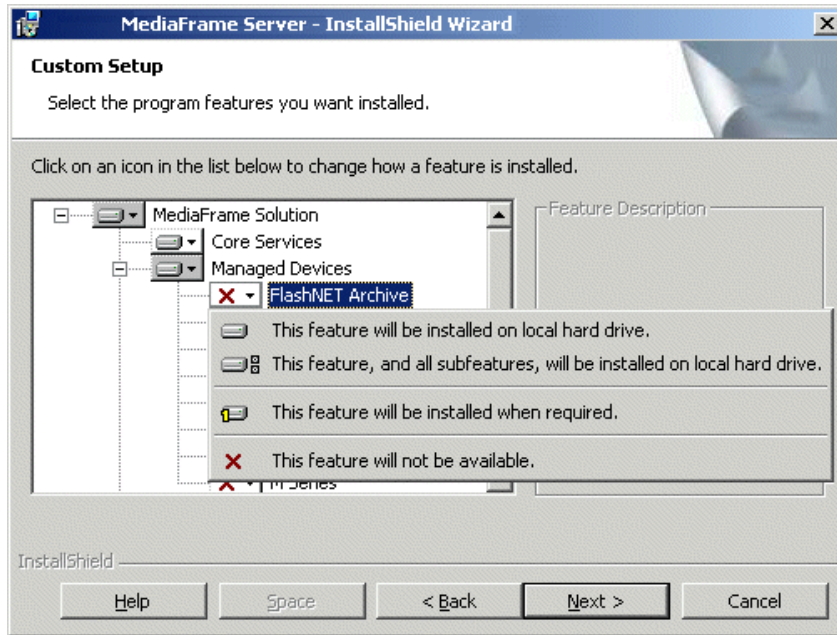 MediaFrame Server - InstallShield Wizard
Custom Setup
Select the program features you want installed.
Click on an icon in the list below to change how a feature is installed.
MediaFrame Solution
Core Services
Managed Devices
FlashNET Archive
This feature will be installed on local hard drive.
This feature, and all subfeatures, will be installed on local hard drive.
This feature will be installed when required.
This feature will not be available.
M Series
Feature Description
InstallShield
Help
Space
< Back
Next >
Cancel